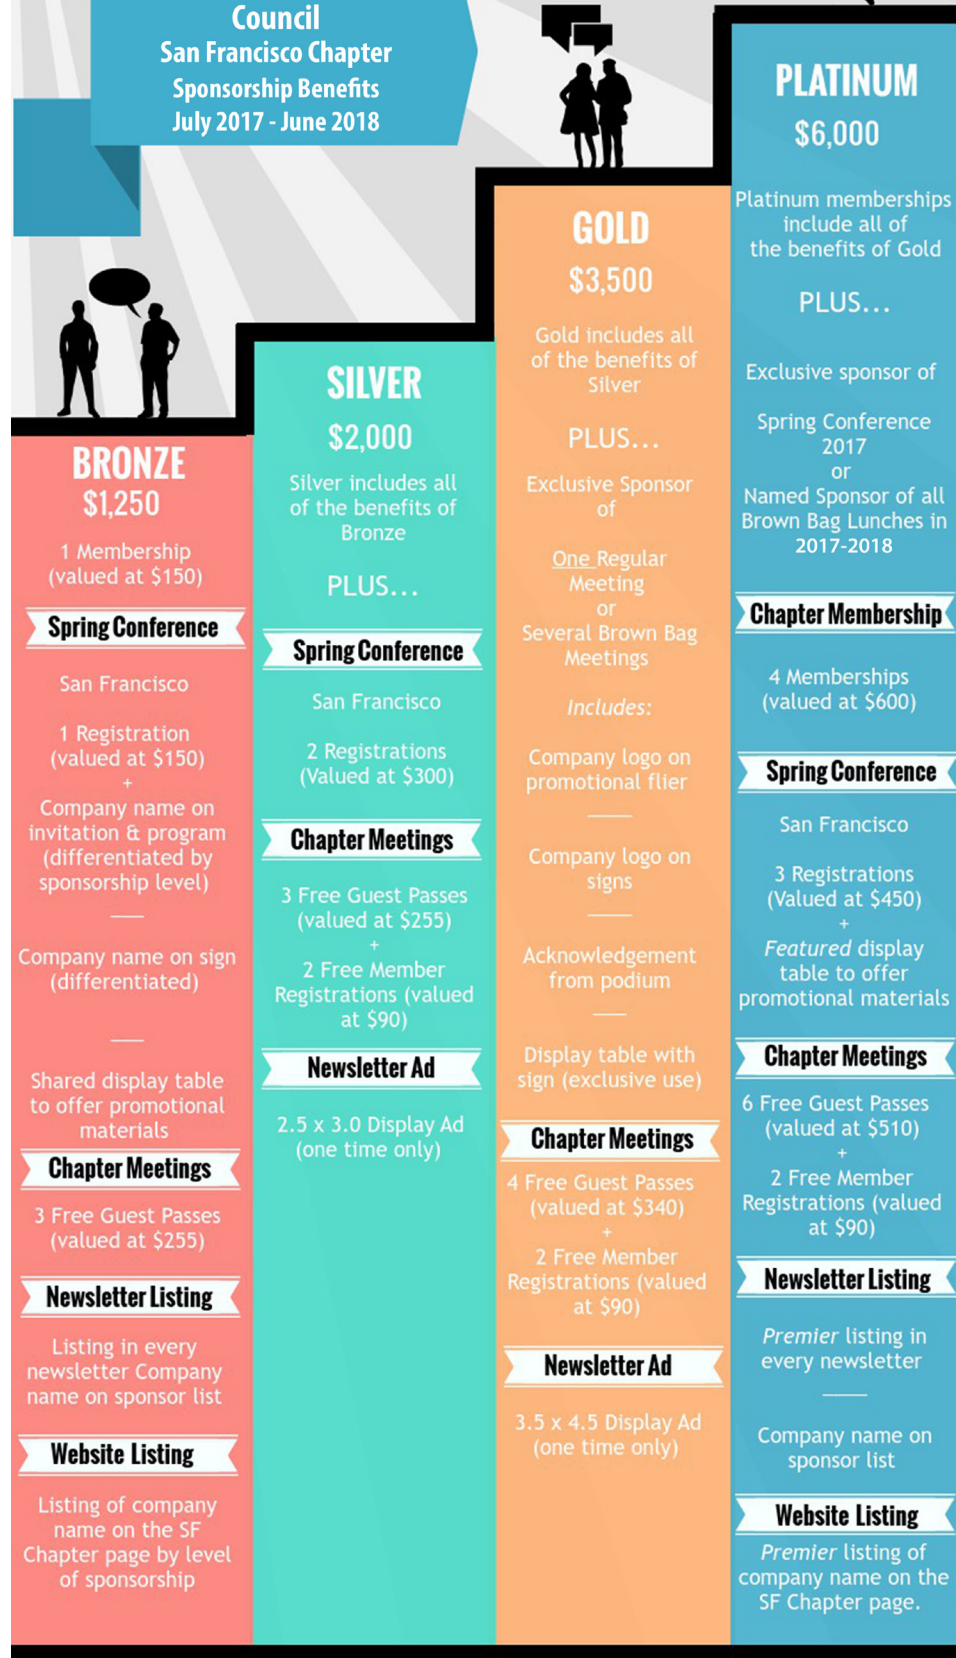 Council
San Francisco Chapter
Sponsorship Benefits
July 2017 - June 2018
BRONZE
$1,250
1 Membership
(valued at $150)
Spring Conference
San Francisco
1 Registration
(valued at $150)
+
Company name on
invitation & program
(differentiated by
sponsorship level)
Company name on sign
(differentiated)
Shared display table
to offer promotional
materials
Chapter Meetings
3 Free Guest Passes
(valued at $255)
Newsletter Listing
Listing in every
newsletter Company
name on sponsor list
Website Listing
Listing of company
name on the SF
Chapter page by level
of sponsorship
SILVER
$2,000
Silver includes all
of the benefits of
Bronze
PLUS...
Spring Conference
San Francisco
2 Registrations
(Valued at $300)
Chapter Meetings
3 Free Guest Passes
(valued at $255)
+
2 Free Member
Registrations (valued
at $90)
Newsletter Ad
2.5 x 3.0 Display Ad
(one time only)
GOLD
$3,500
Gold includes all
of the benefits of
Silver
PLUS...
Exclusive Sponsor
of
One Regular
Meeting
or
Several Brown Bag
Meetings
Includes:
Company logo on
promotional flier
Company logo on
signs
Acknowledgement
from podium
Display table with
sign (exclusive use)
Chapter Meetings
4 Free Guest Passes
(valued at $340)
+
2 Free Member
Registrations (valued
at $90)
Newsletter Ad
3.5 x 4.5 Display Ad
(one time only)
PLATINUM
$6,000
Platinum memberships
include all of
the benefits of Gold
PLUS...
Exclusive sponsor of
Spring Conference
2017
or
Named Sponsor of all
Brown Bag Lunches in
2017-2018
Chapter Membership
4 Memberships
(valued at $600)
Spring Conference
San Francisco
3 Registrations
(Valued at $450)
+
Featured display
table to offer
promotional materials
Chapter Meetings
6 Free Guest Passes
(valued at $510)
+
2 Free Member
Registrations (valued
at $90)
Newsletter Listing
Premier listing in
every newsletter
Company name on
sponsor list
Website Listing
Premier listing of
company name on the
SF Chapter page.